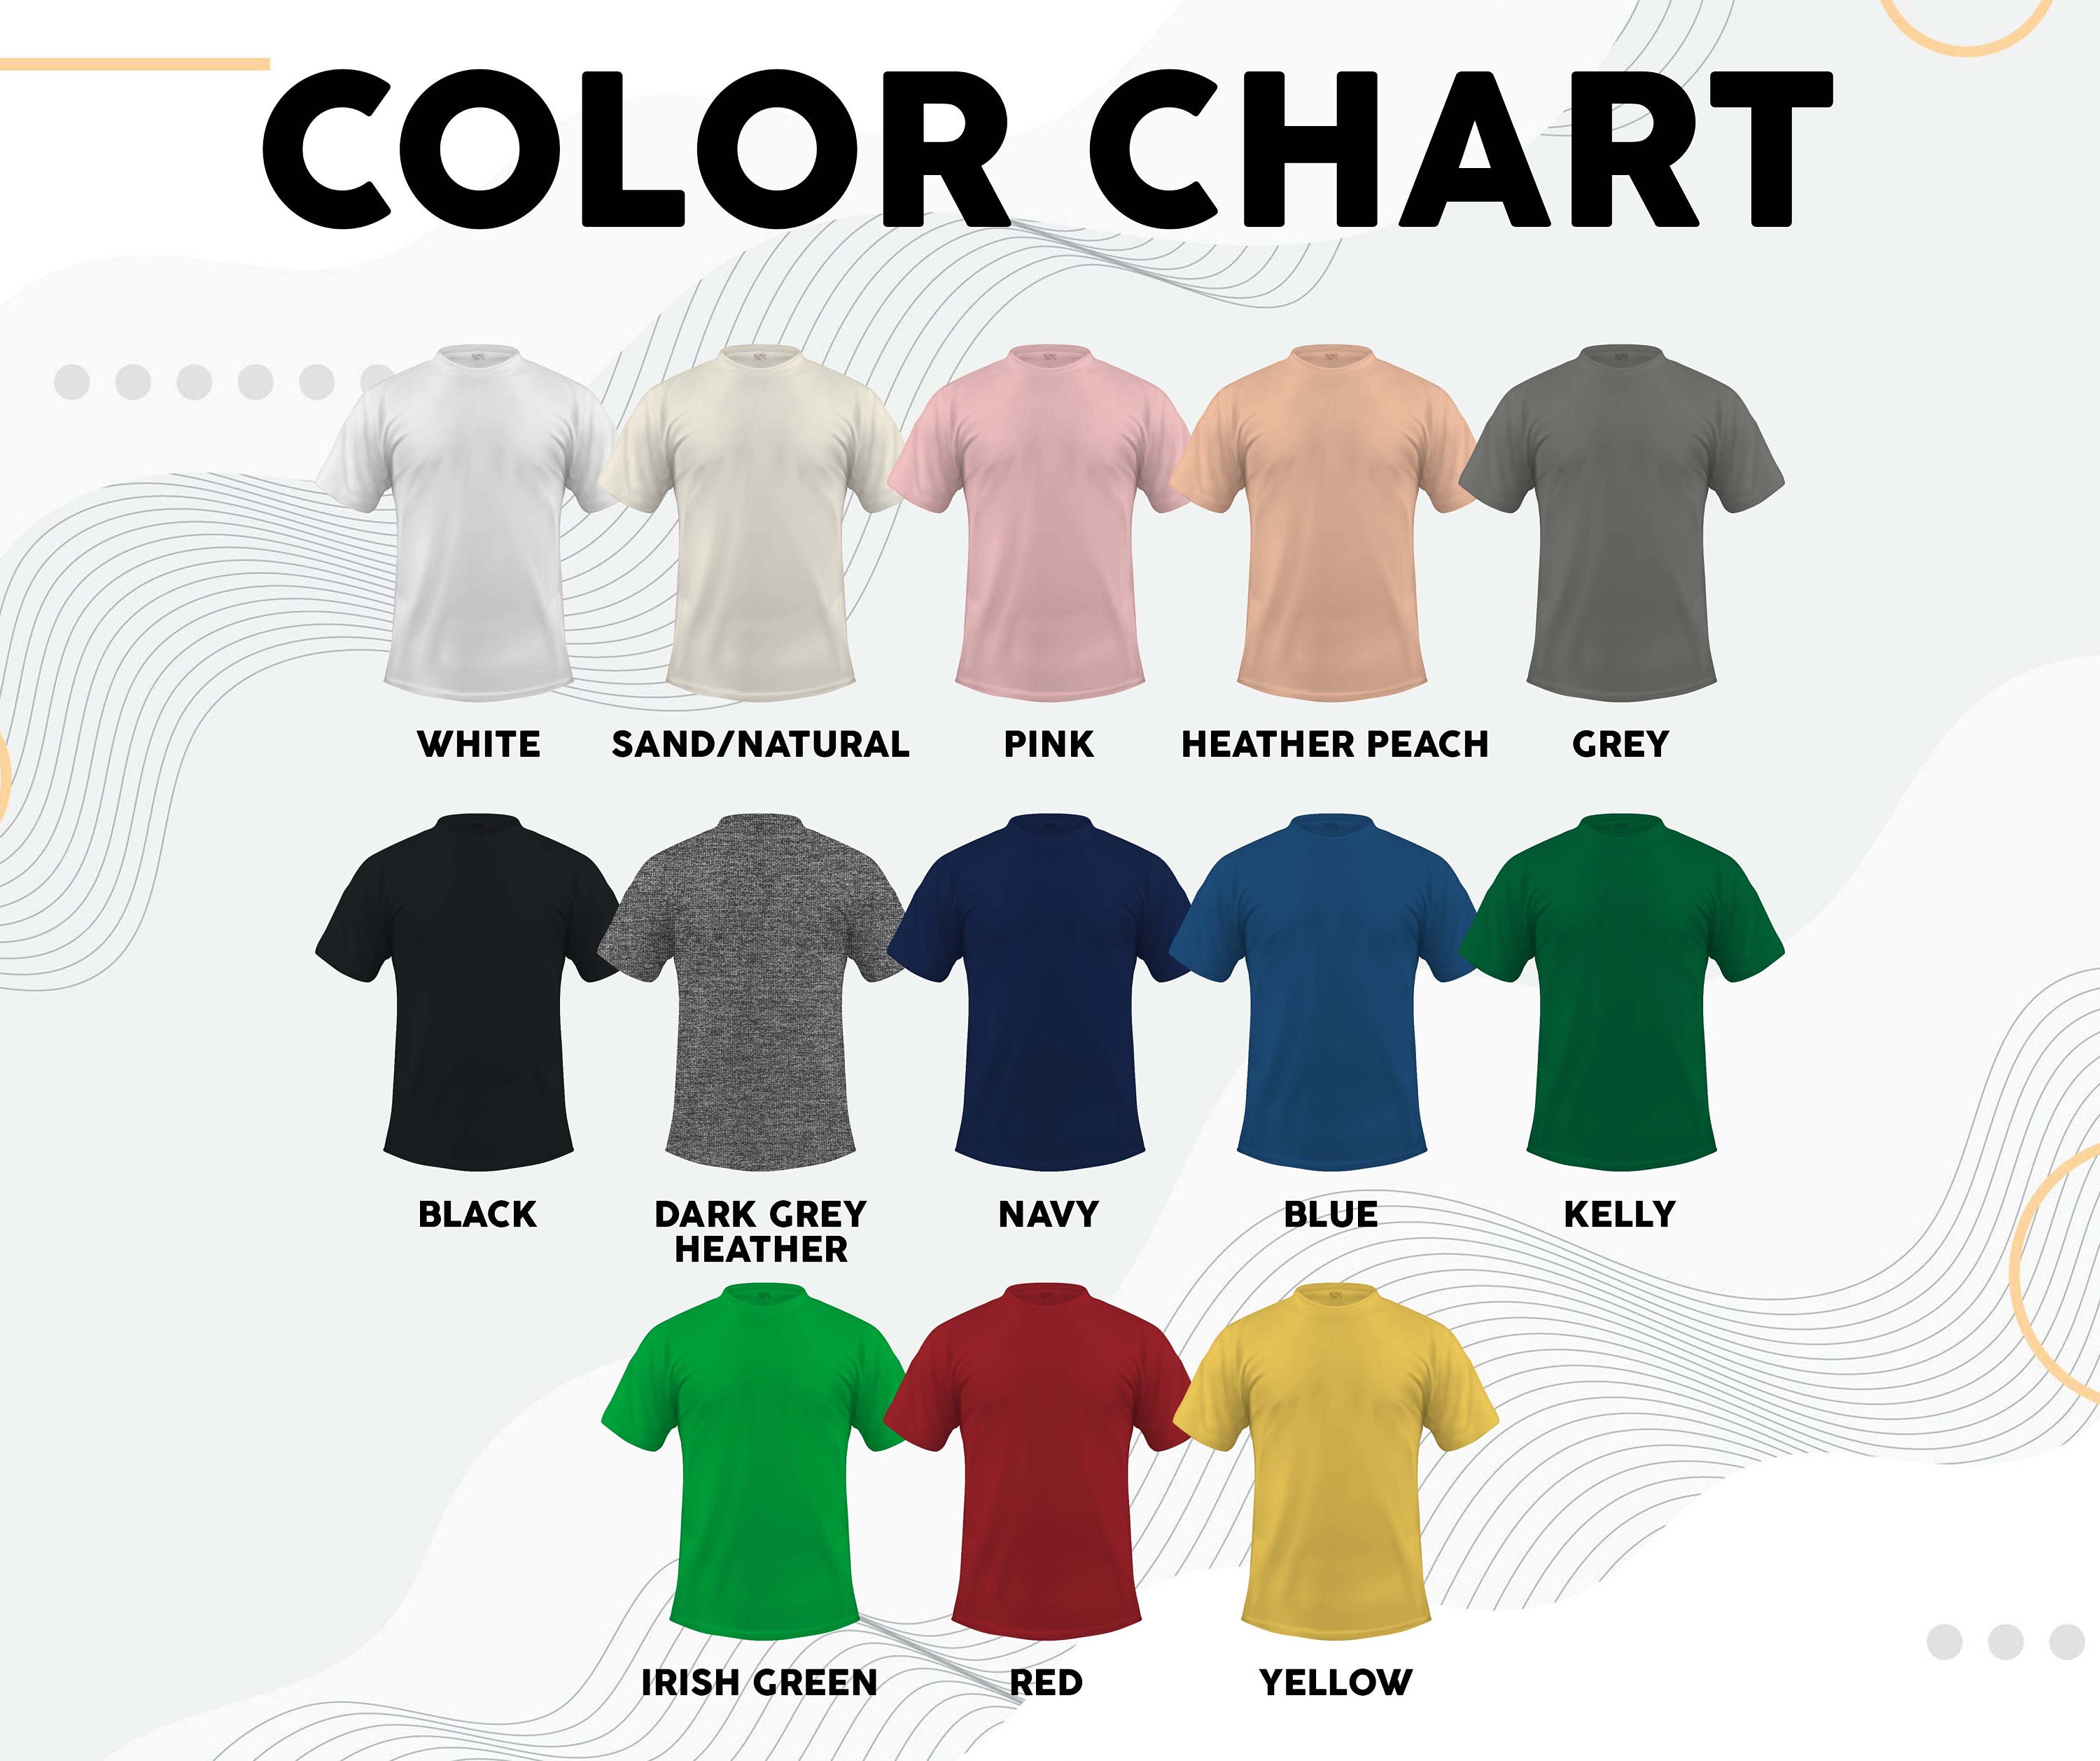 COLOR CHART
WHITE
SAND/NATURAL
PINK
HEATHER PEACH
GREY
BLACK
DARK GREY
HEATHER
NAVY
BLUE
KELLY
IRISH GREEN
RED
YELLOW